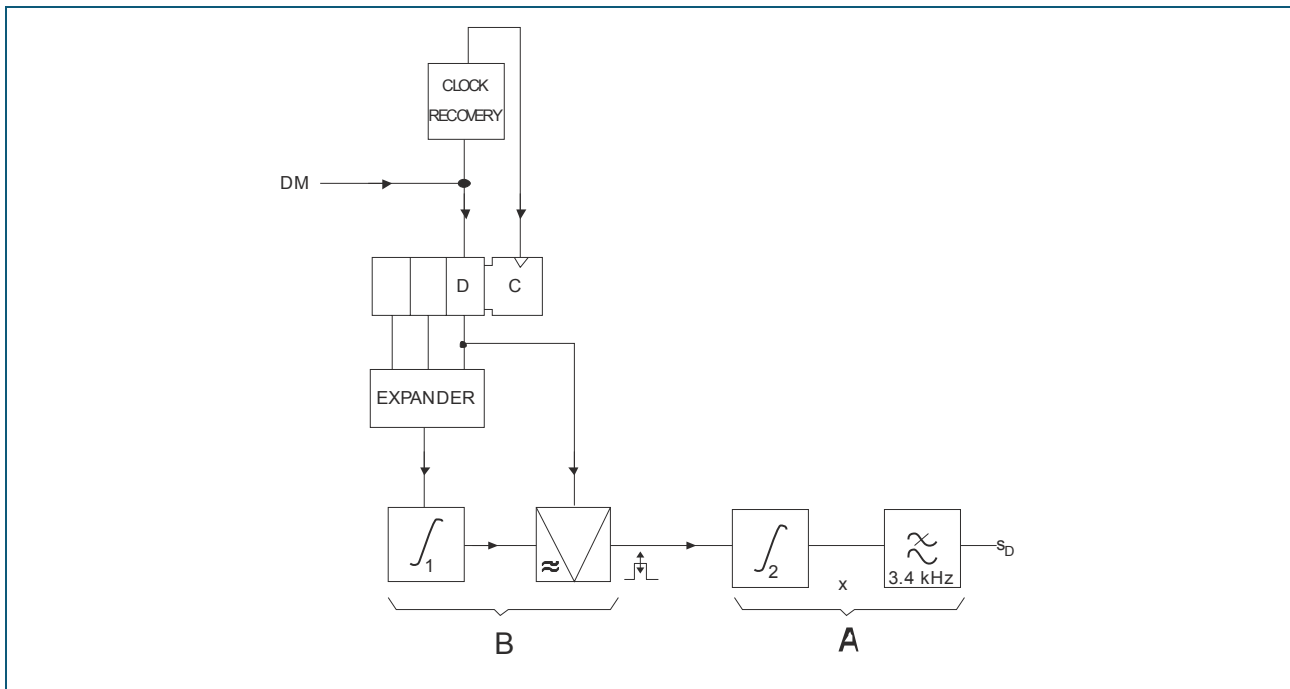 CLOCK
RECOVERY
DM
D
C
EXPANDER
1
≈
2
x
3.4 kHz
sD
B
A